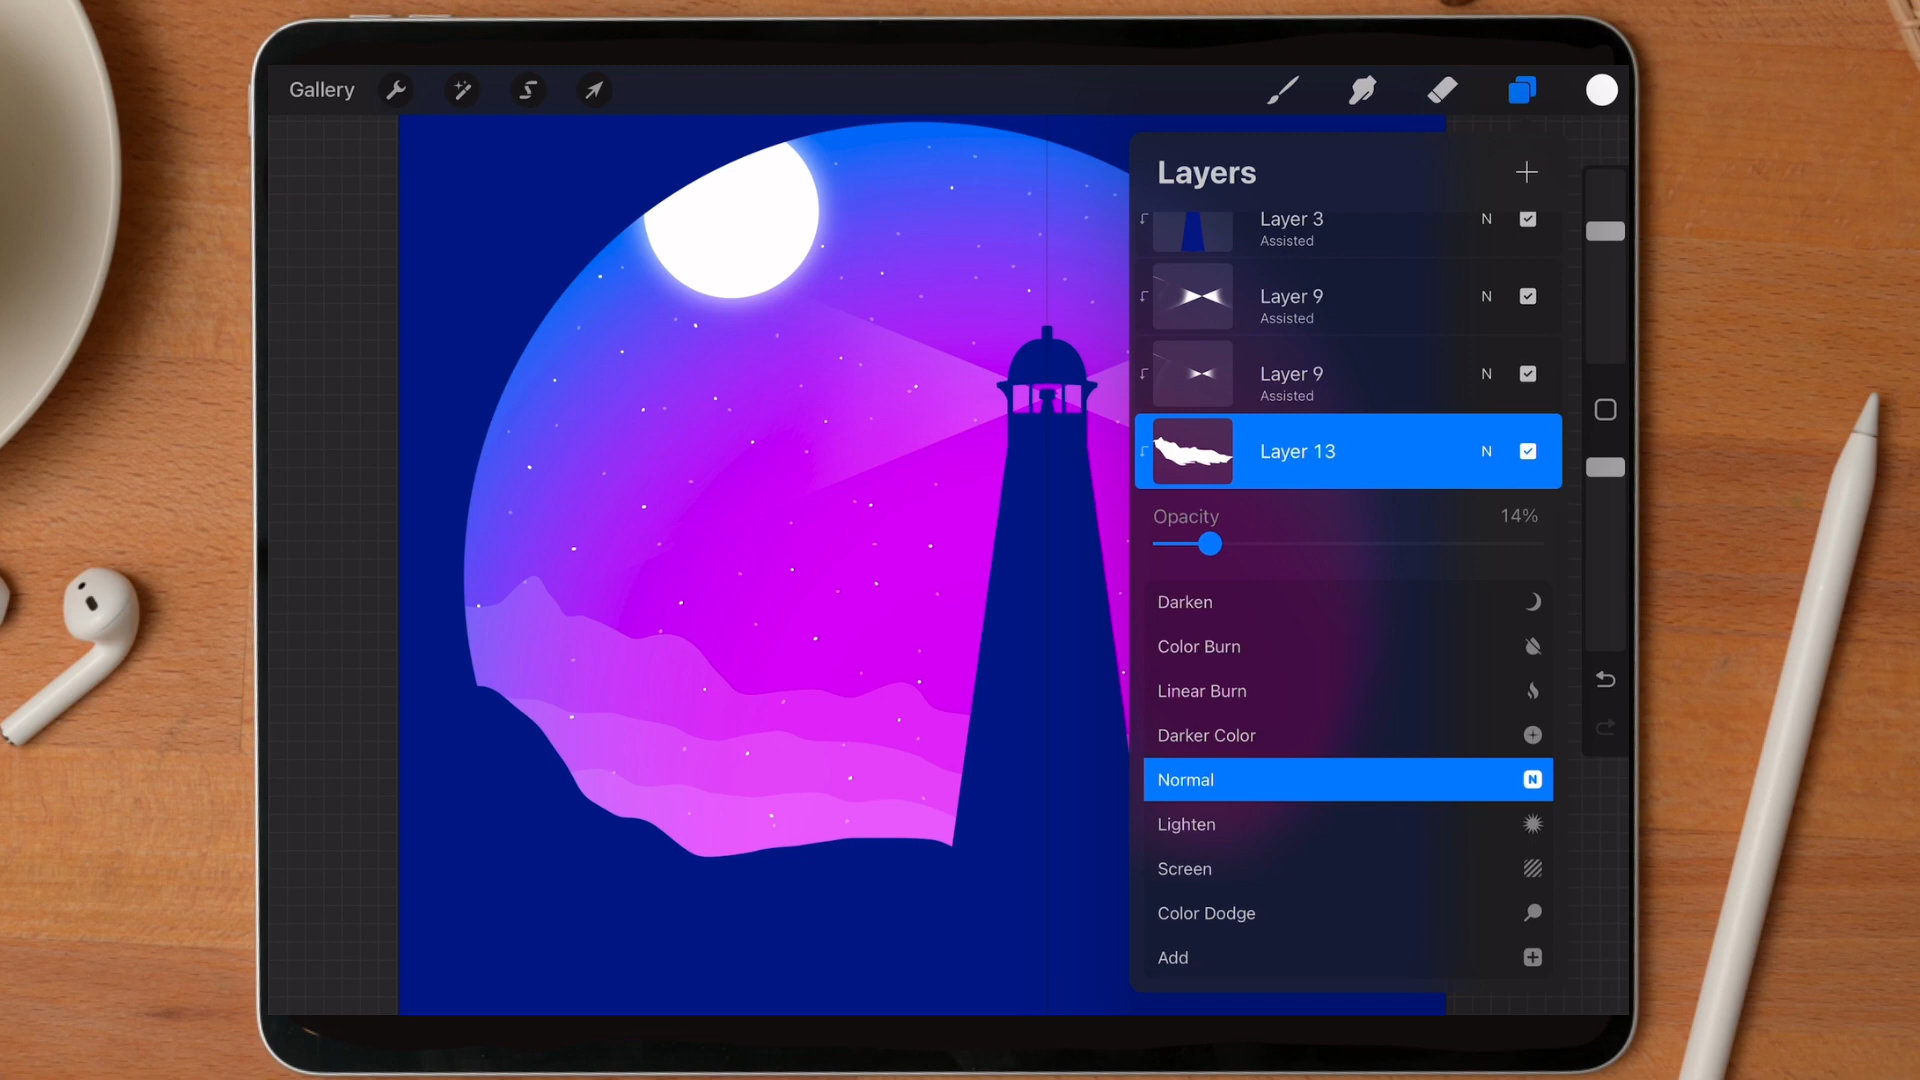 Gallery
Layers
Layer 3
N
Assisted
Layer 9
N
Assisted
Layer 9
N
Assisted
Layer 13
N
Opacity
14%
Darken
Color Burn
Linear Burn
Darker Color
Normal
N
Lighten
Screen
Color Dodge
Add